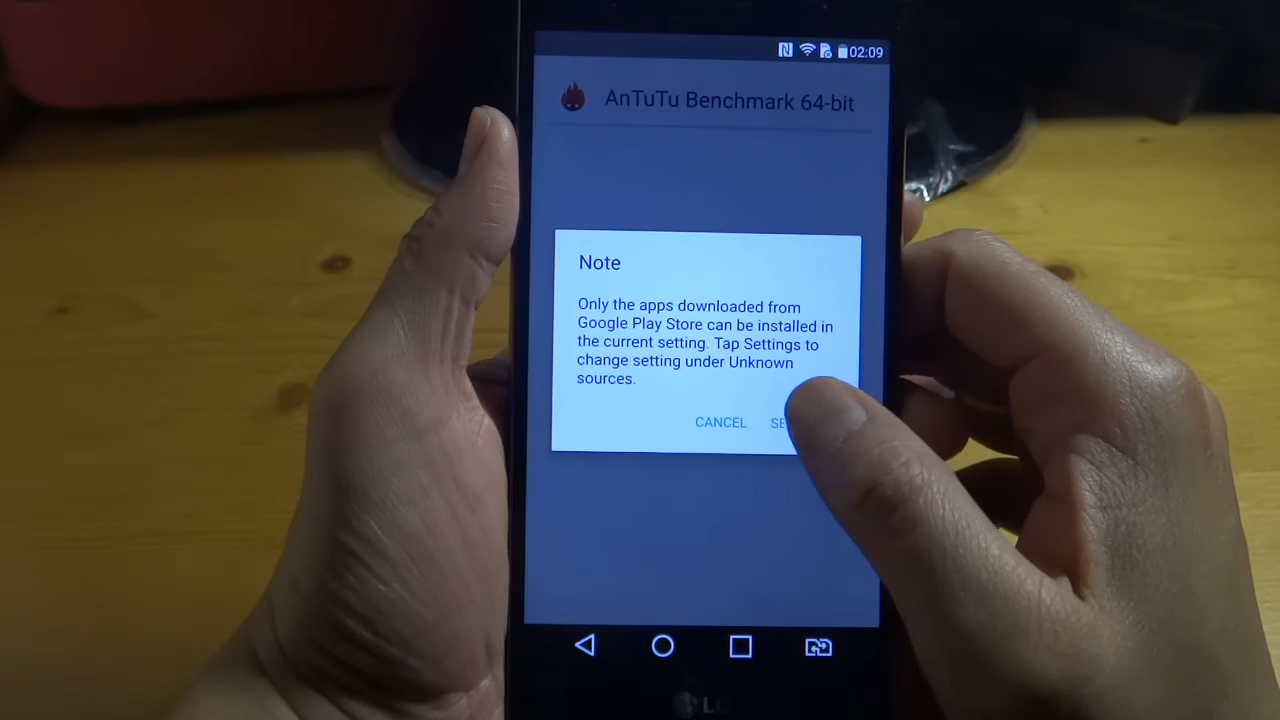 02:09
AnTuTu Benchmark 64-bit
Note
Only the apps downloaded from
Google Play Store can be installed in
the current setting. Tap Settings to
change setting under Unknown
sources.
CANCEL
LG